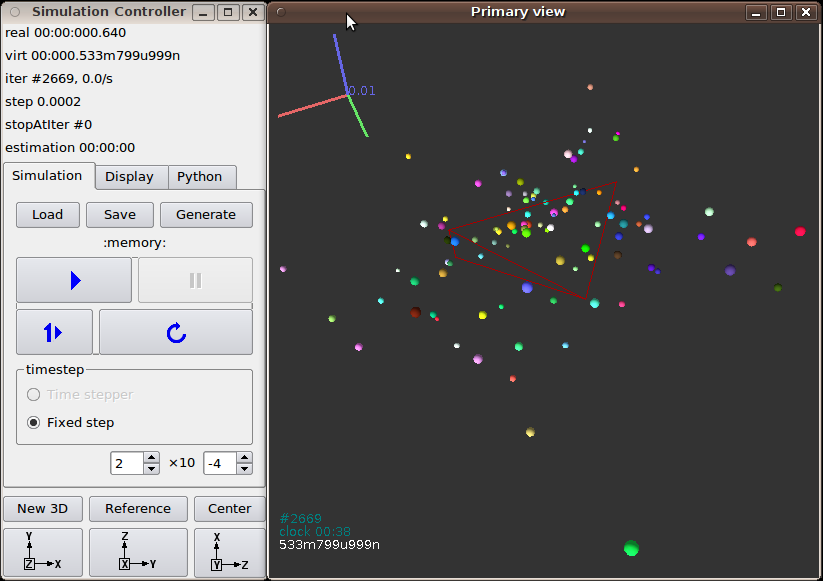 Simulation Controller
real 00:00:000.640
virt 00:000.533m799u999n
iter #2669, 0.0/s
step 0.0002
stopAtIter #0
estimation 00:00:00
Simulation Display Python
Load Save Generate
:memory:
1
timestep
Time stepper
Fixed step
2 ×10 -4
New 3D Reference Center
Y Z X
Z X X Y Y Z
Primary view
0.01
#2669
clock 00:38
533m799u999n